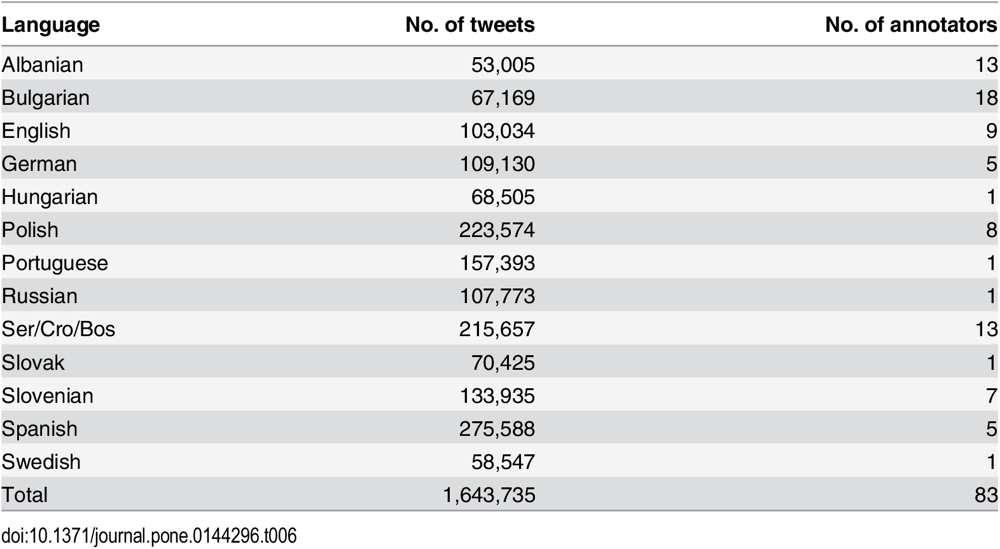 Language No. of tweets No. of annotators
Albanian 53,005 13
Bulgarian 67,169 18
English 103,034 9
German 109,130 5
Hungarian 68,505 1
Polish 223,574 8
Portuguese 157,393 1
Russian 107,773 1
Ser/Cro/Bos 215,657 13
Slovak 70,425 1
Slovenian 133,935 7
Spanish 275,588 5
Swedish 58,547 1
Total 1,643,735 83
doi:10.1371/journal.pone.0144296.t006